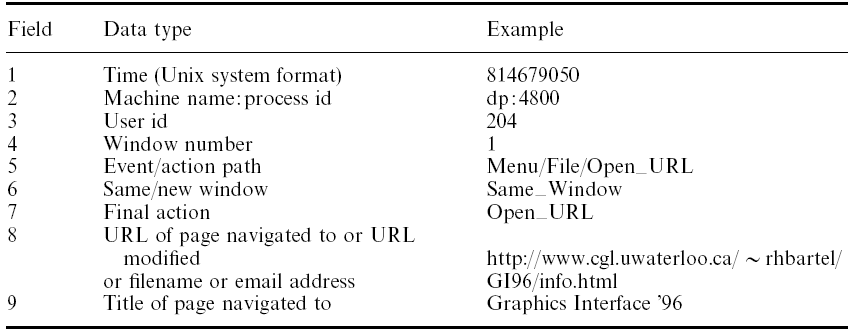 Field Data type Example
1 Time (Unix system format) 814679050
2 Machine name:process id dp:4800
3 User id 204
4 Window number 1
5 Event/action path Menu/File/Open_URL
6 Same/new window Same_Window
7 Final action Open_URL
8 URL of page navigated to or URL
modified http://www.cgl.uwaterloo.ca/ ~ rhbartel/
or filename or email address GI96/info.html
9 Title of page navigated to Graphics Interface '96